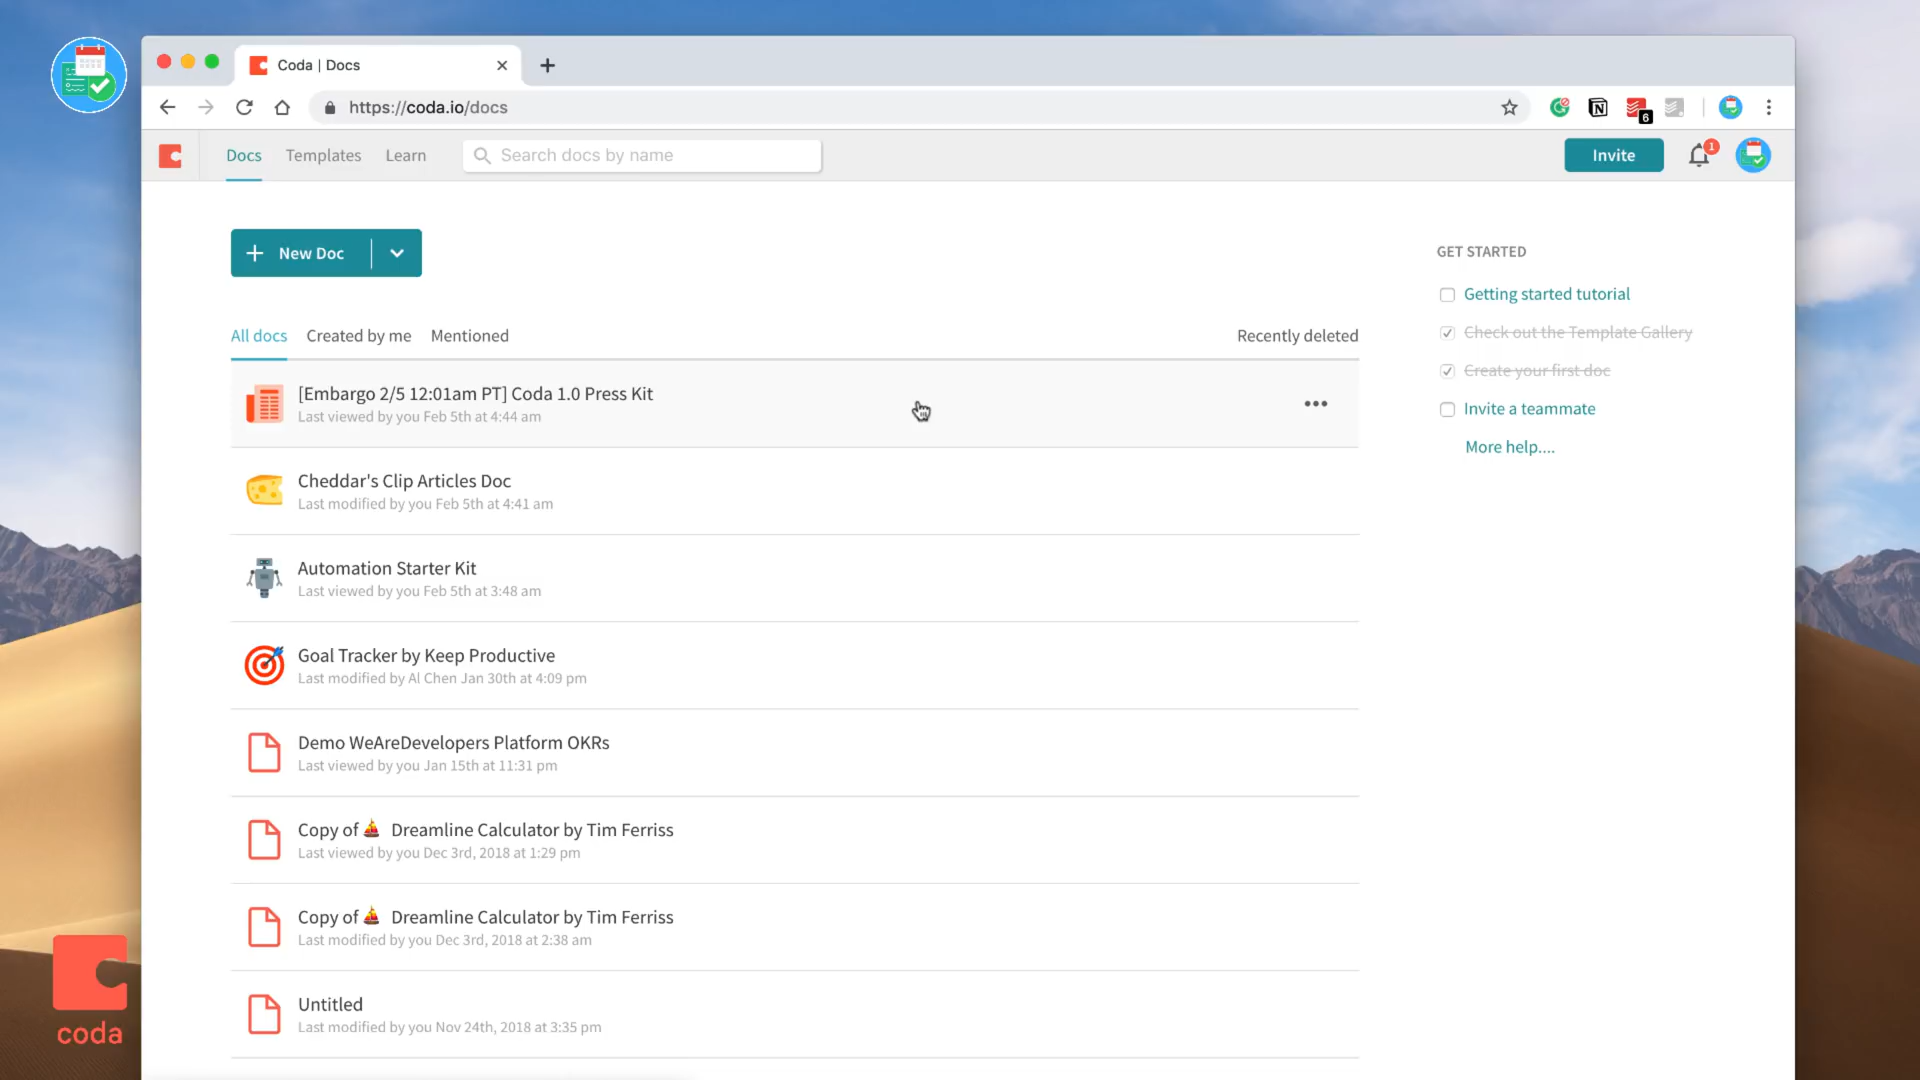 Coda | Docs
https://coda.io/docs
6
Docs Templates Learn Search docs by name Invite 1
New Doc
All docs Created by me Mentioned Recently deleted
[Embargo 2/5 12:01am PT] Coda 1.0 Press Kit
Last viewed by you Feb 5th at 4:44 am
Cheddar's Clip Articles Doc
Last modified by you Feb 5th at 4:41 am
Automation Starter Kit
Last viewed by you Feb 5th at 3:48 am
Goal Tracker by Keep Productive
Last modified by Al Chen Jan 30th at 4:09 pm
Demo WeAreDevelopers Platform OKRs
Last viewed by you Jan 15th at 11:31 pm
Copy of ⛵ Dreamline Calculator by Tim Ferriss
Last viewed by you Dec 3rd, 2018 at 1:29 pm
Copy of ⛵ Dreamline Calculator by Tim Ferriss
Last modified by you Dec 3rd, 2018 at 2:38 am
Untitled
Last modified by you Nov 24th, 2018 at 3:35 pm
GET STARTED
Getting started tutorial
Check out the Template Gallery
Create your first doc
Invite a teammate
More help....
coda